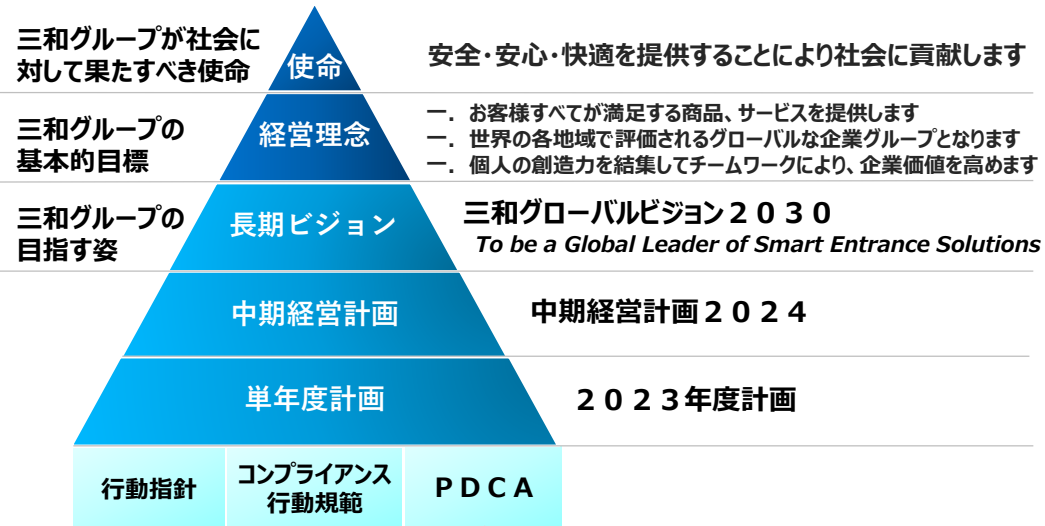 三和グループが社会に
対して果たすべき使命
使命
安全・安心・快適を提供することにより社会に貢献します
三和グループの
基本的目標
経営理念
一．お客様すべてが満足する商品、サービスを提供します
一．世界の各地域で評価されるグローバルな企業グループとなります
一．個人の創造力を結集してチームワークにより、企業価値を高めます
三和グループの
目指す姿
長期ビジョン
三和グローバルビジョン２０３０
To be a Global Leader of Smart Entrance Solutions
中期経営計画
中期経営計画２０２４
単年度計画
２０２３年度計画
行動指針
コンプライアンス
行動規範
ＰＤＣＡ